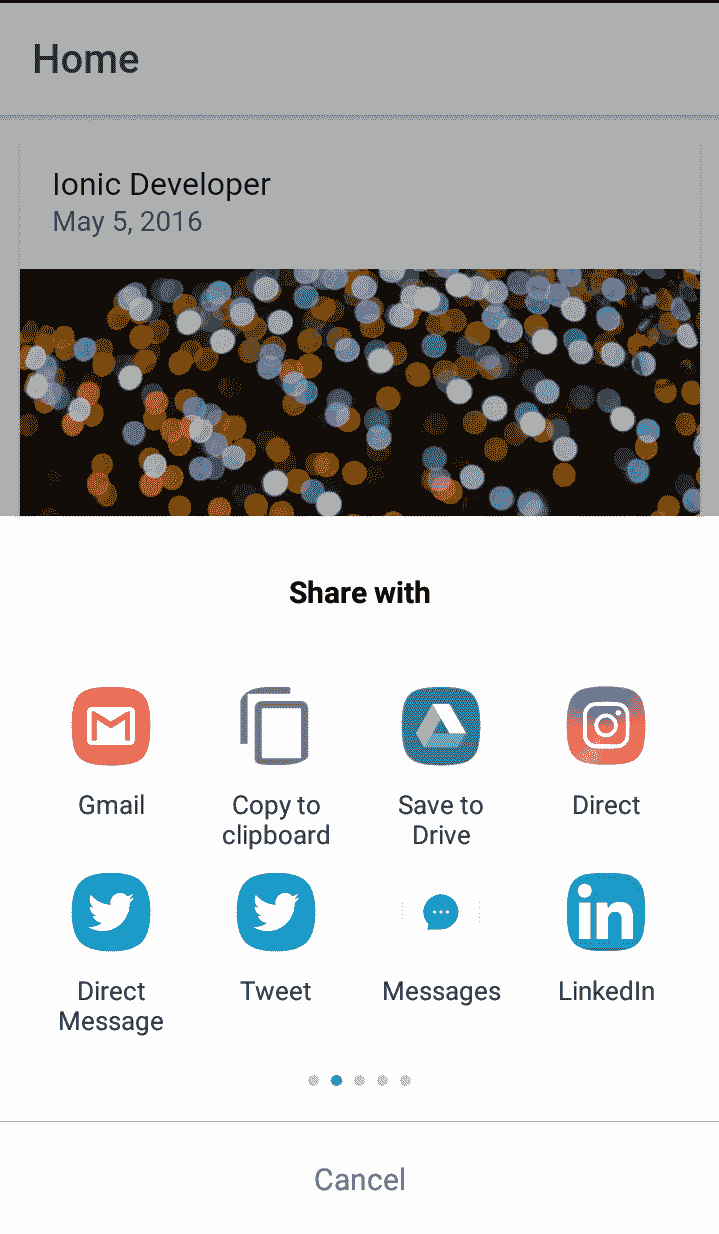 Home
Ionic Developer
May 5, 2016
Share with
Gmail
Copy to
clipboard
Save to
Drive
Direct
Direct
Message
Tweet
Messages
in
LinkedIn
Cancel